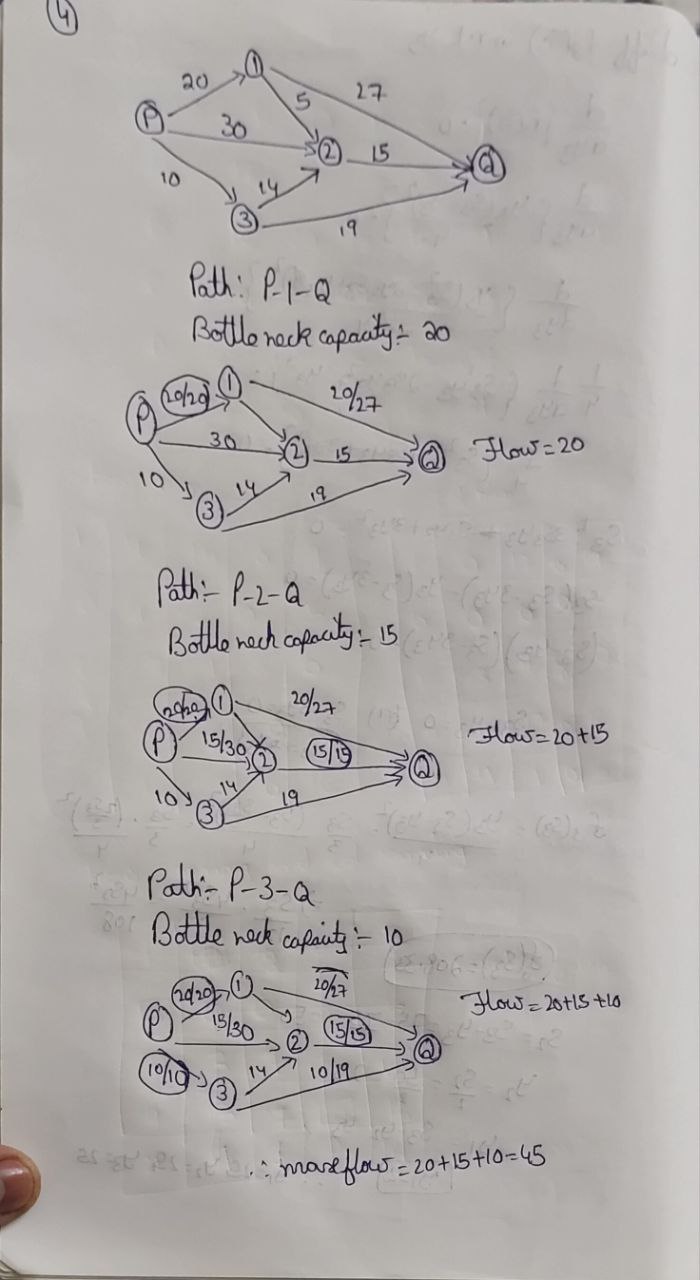 4
1
20
27
5
P
30
2
15
Q
10
14
3
19
Path: P-1-Q
Bottle neck capacity:- 20
20/20
1
20/27
P
30
2
15
Q
Flow=20
10
14
19
3
Path:- P-2-Q
Bottle neck capacity:- 15
20/20
1
20/27
P
15/30
2
15/15
Q
Flow=20+15
10
14
19
3
Path:- P-3-Q
Bottle neck capacity:- 10
20/20
1
20/27
Flow=20+15+10
P
15/30
2
15/15
Q
10/10
14
10/19
3
∴ maxflow=20+15+10=45